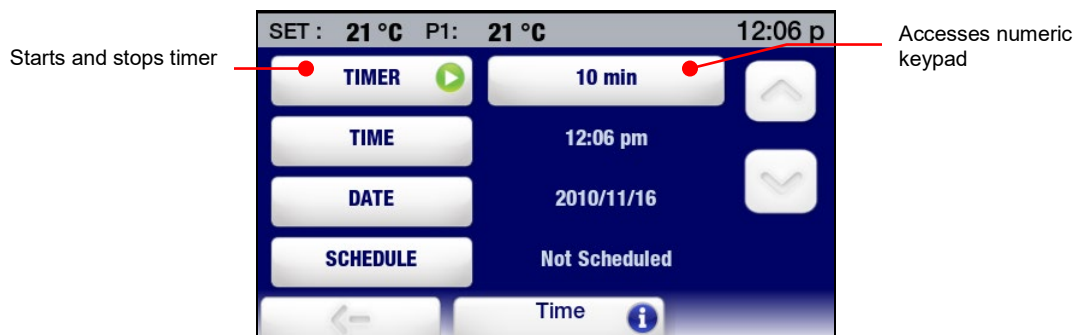 SET : 21 °C P1: 21 °C 12:06 p
Starts and stops timer
TIMER 10 min
Accesses numeric
keypad
TIME 12:06 pm
DATE 2010/11/16
SCHEDULE Not Scheduled
Time i